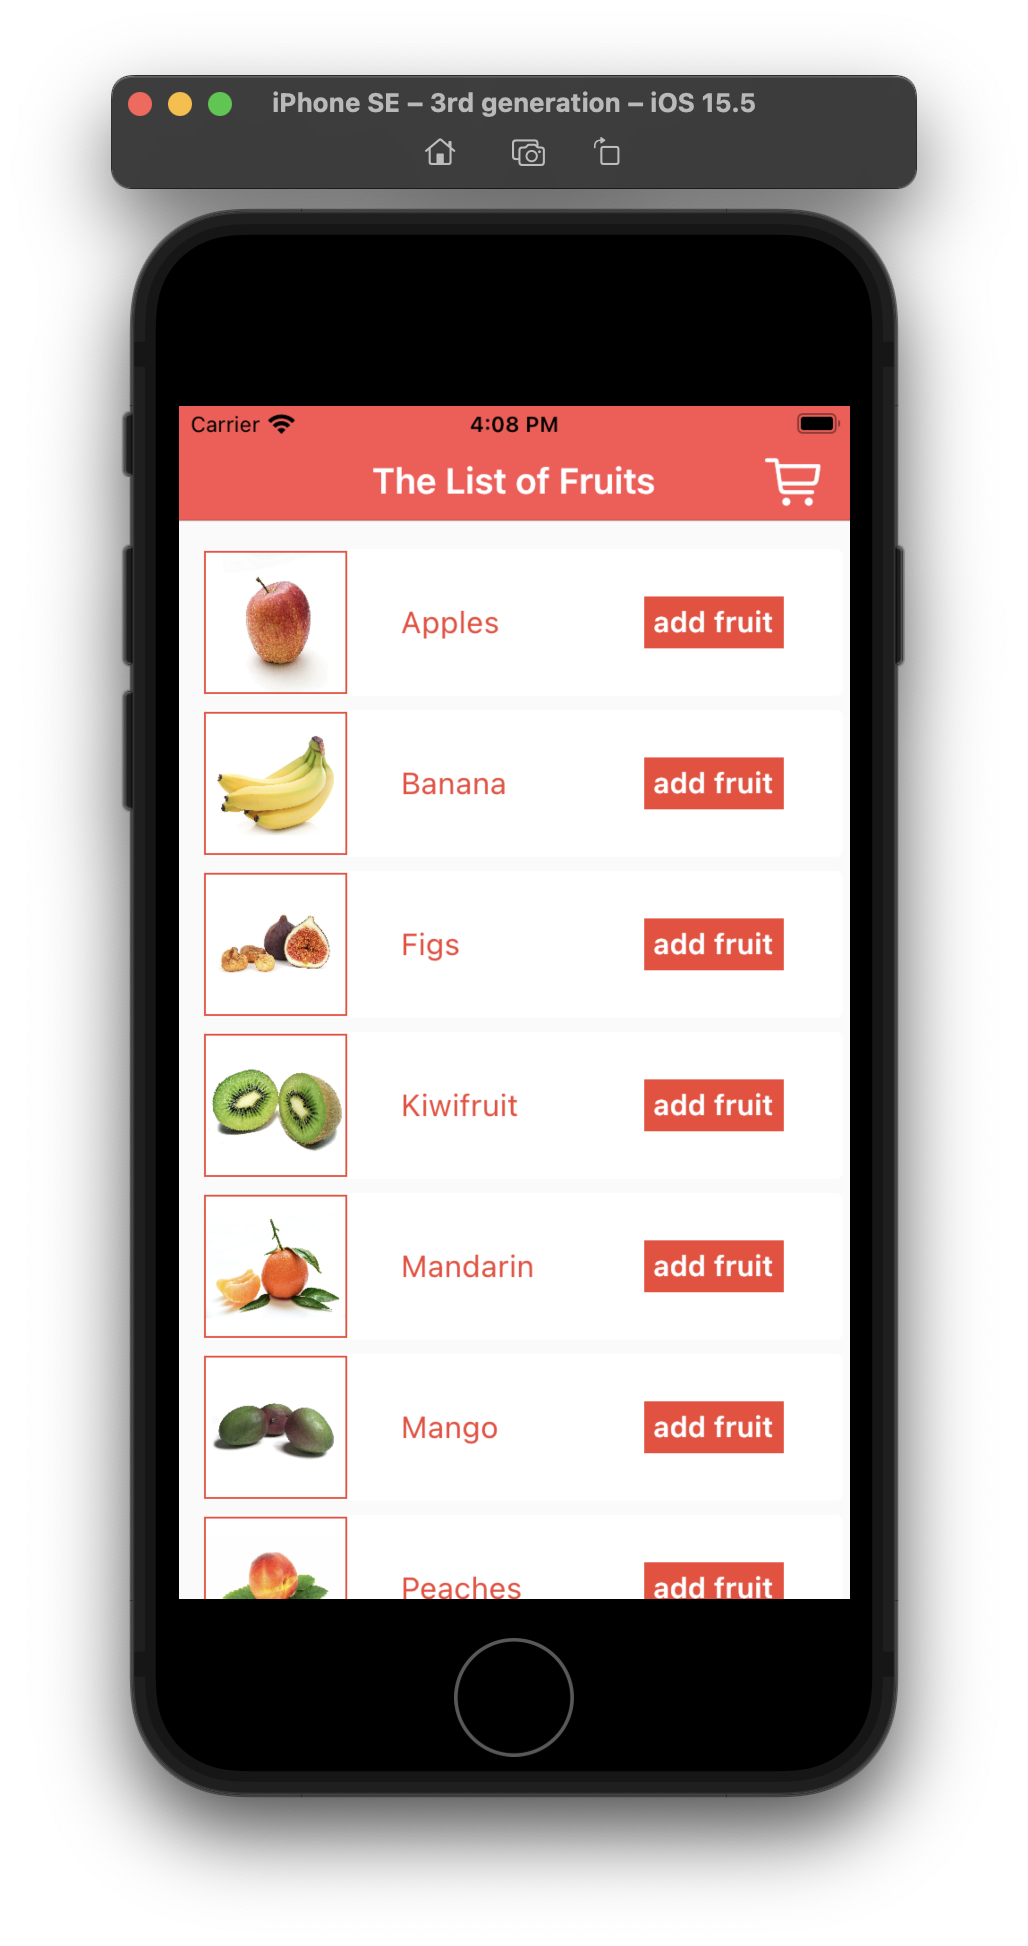 iPhone SE – 3rd generation – iOS 15.5
Carrier 4:08 PM
The List of Fruits
Apples add fruit
Banana add fruit
Figs add fruit
Kiwifruit add fruit
Mandarin add fruit
Mango add fruit
Peaches add fruit